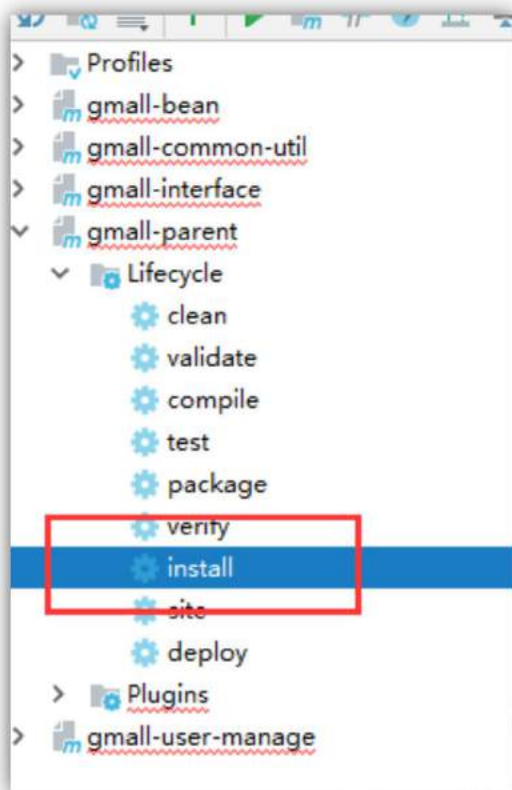 Profiles
gmall-bean
gmall-common-util
gmall-interface
gmall-parent
Lifecycle
clean
validate
compile
test
package
verify
install
site
deploy
Plugins
gmall-user-manage